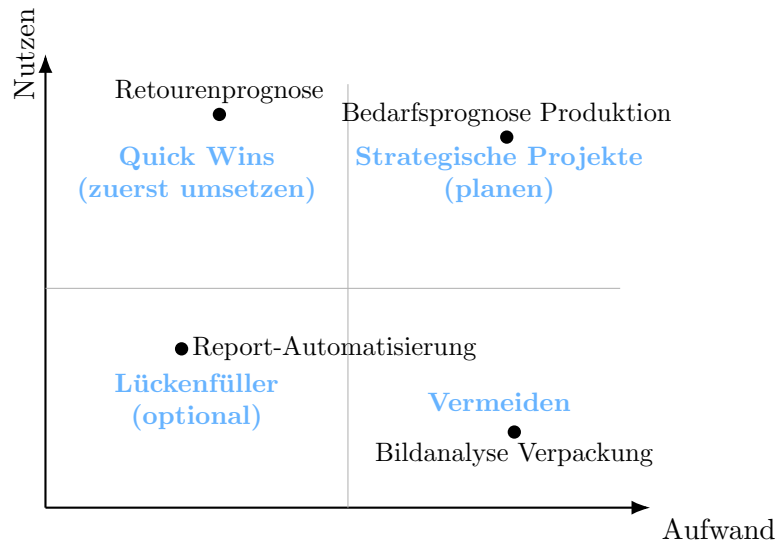 Nutzen
Retourenprognose
Bedarfsprognose Produktion
Quick Wins
(zuerst umsetzen)
Strategische Projekte
(planen)
Report-Automatisierung
Lückenfüller
(optional)
Vermeiden
Bildanalyse Verpackung
Aufwand